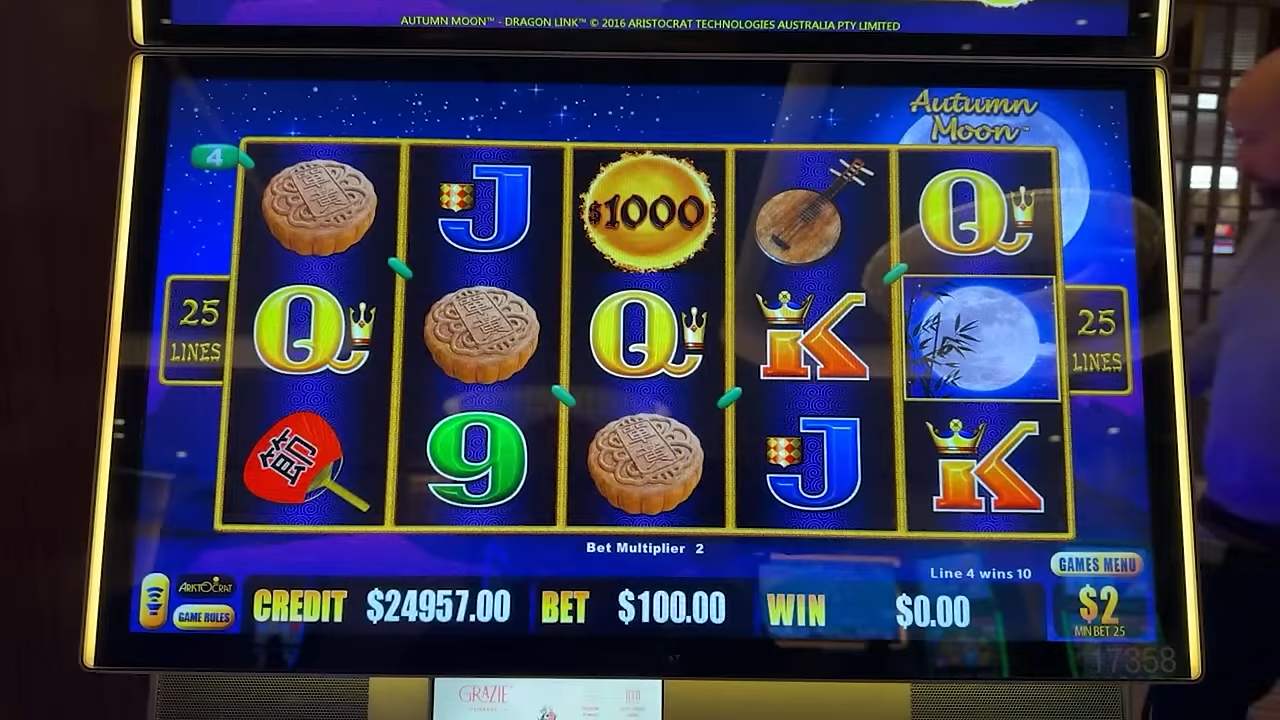 AUTUMN MOON™ - DRAGON LINK™ © 2016 ARISTOCRAT TECHNOLOGIES AUSTRALIA PTY LIMITED
Autumn
Moon™
4
J
$1000
Q
25
LINES
Q
Q
K
25
LINES
9
J
K
Bet Multiplier 2
Line 4 wins 10
GAMES MENU
ARISTOCRAT
GAME RULES
CREDIT $24957.00 BET $100.00 WIN $0.00
$2
MIN BET 25
17358
GRAZIE